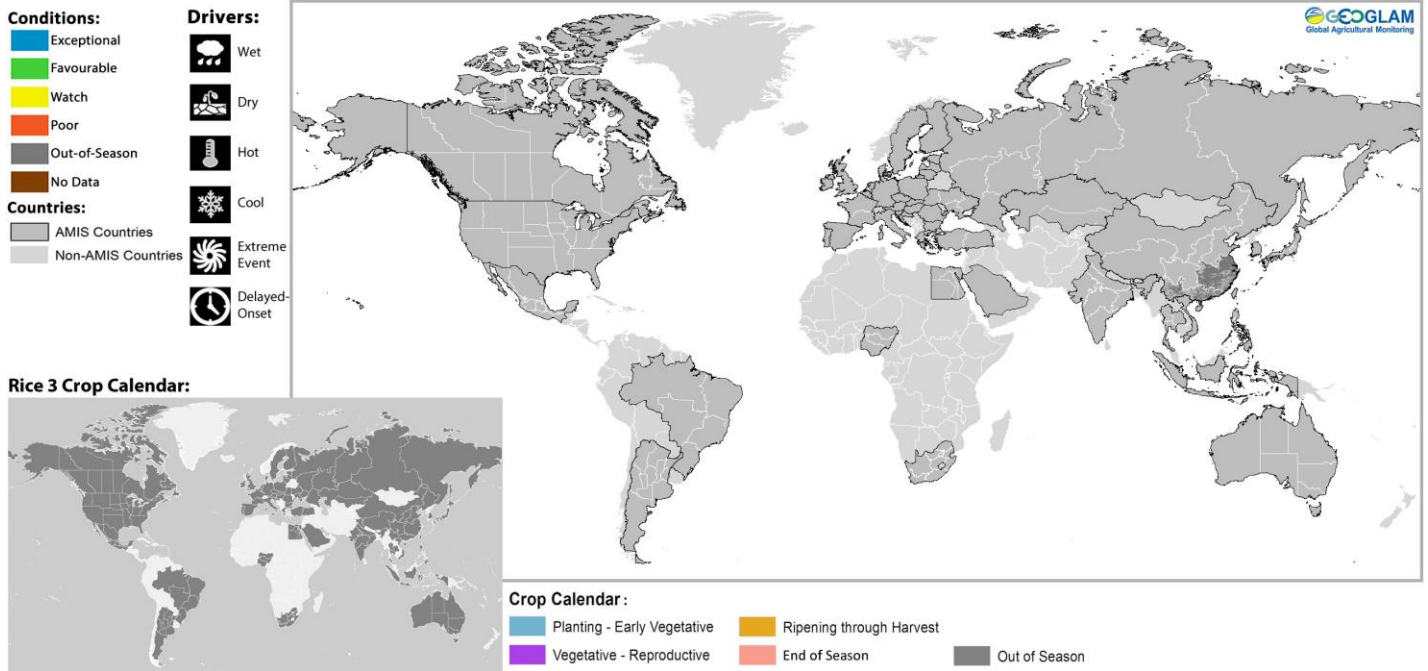 Conditions:
Exceptional
Favourable
Watch
Poor
Out-of-Season
No Data
Countries:
AMIS Countries
Non-AMIS Countries
Drivers:
Wet
Dry
Hot
Cool
Extreme
Event
Delayed-
Onset
GEOGLAM
Global Agricultural Monitoring
Rice 3 Crop Calendar:
Crop Calendar :
Planting - Early Vegetative
Vegetative - Reproductive
Ripening through Harvest
End of Season
Out of Season